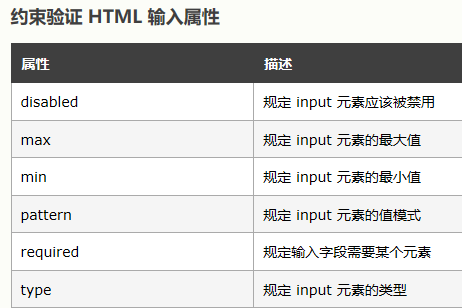 约束验证 HTML 输入属性
属性 描述
disabled 规定 input 元素应该被禁用
max 规定 input 元素的最大值
min 规定 input 元素的最小值
pattern 规定 input 元素的值模式
required 规定输入字段需要某个元素
type 规定 input 元素的类型